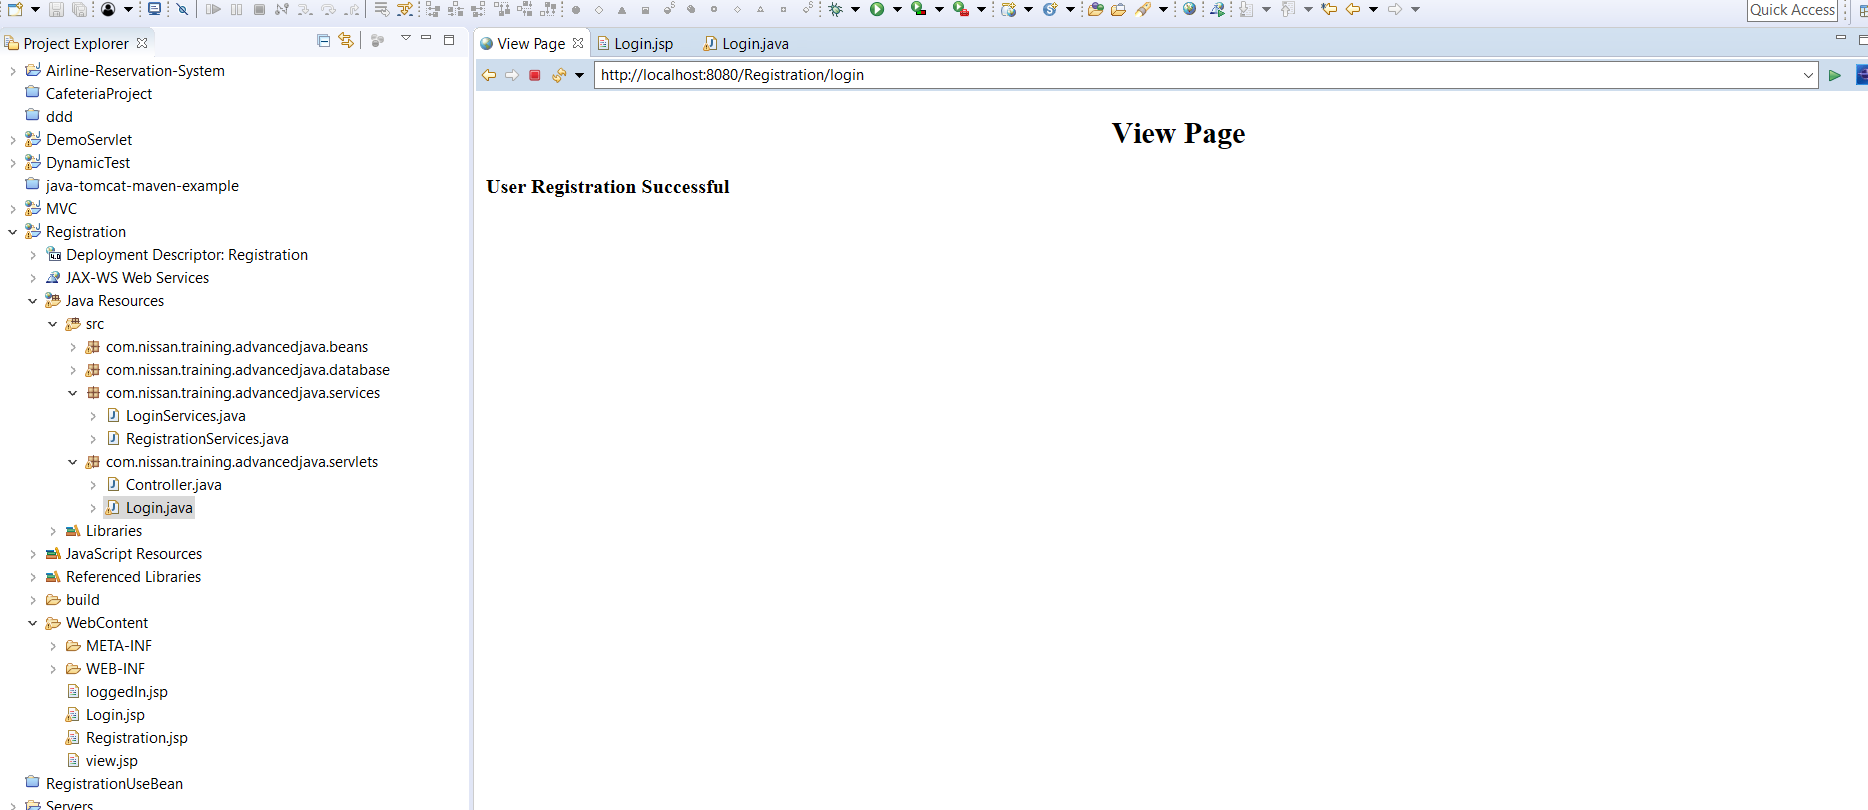 Quick Access
Project Explorer
View Page
Login.jsp
Login.java
http://localhost:8080/Registration/login
Airline-Reservation-System
CafeteriaProject
ddd
DemoServlet
DynamicTest
java-tomcat-maven-example
MVC
Registration
Deployment Descriptor: Registration
JAX-WS Web Services
Java Resources
src
com.nissan.training.advancedjava.beans
com.nissan.training.advancedjava.database
com.nissan.training.advancedjava.services
LoginServices.java
RegistrationServices.java
com.nissan.training.advancedjava.servlets
Controller.java
Login.java
Libraries
JavaScript Resources
Referenced Libraries
build
WebContent
META-INF
WEB-INF
loggedIn.jsp
Login.jsp
Registration.jsp
view.jsp
RegistrationUseBean
Servers
View Page
User Registration Successful